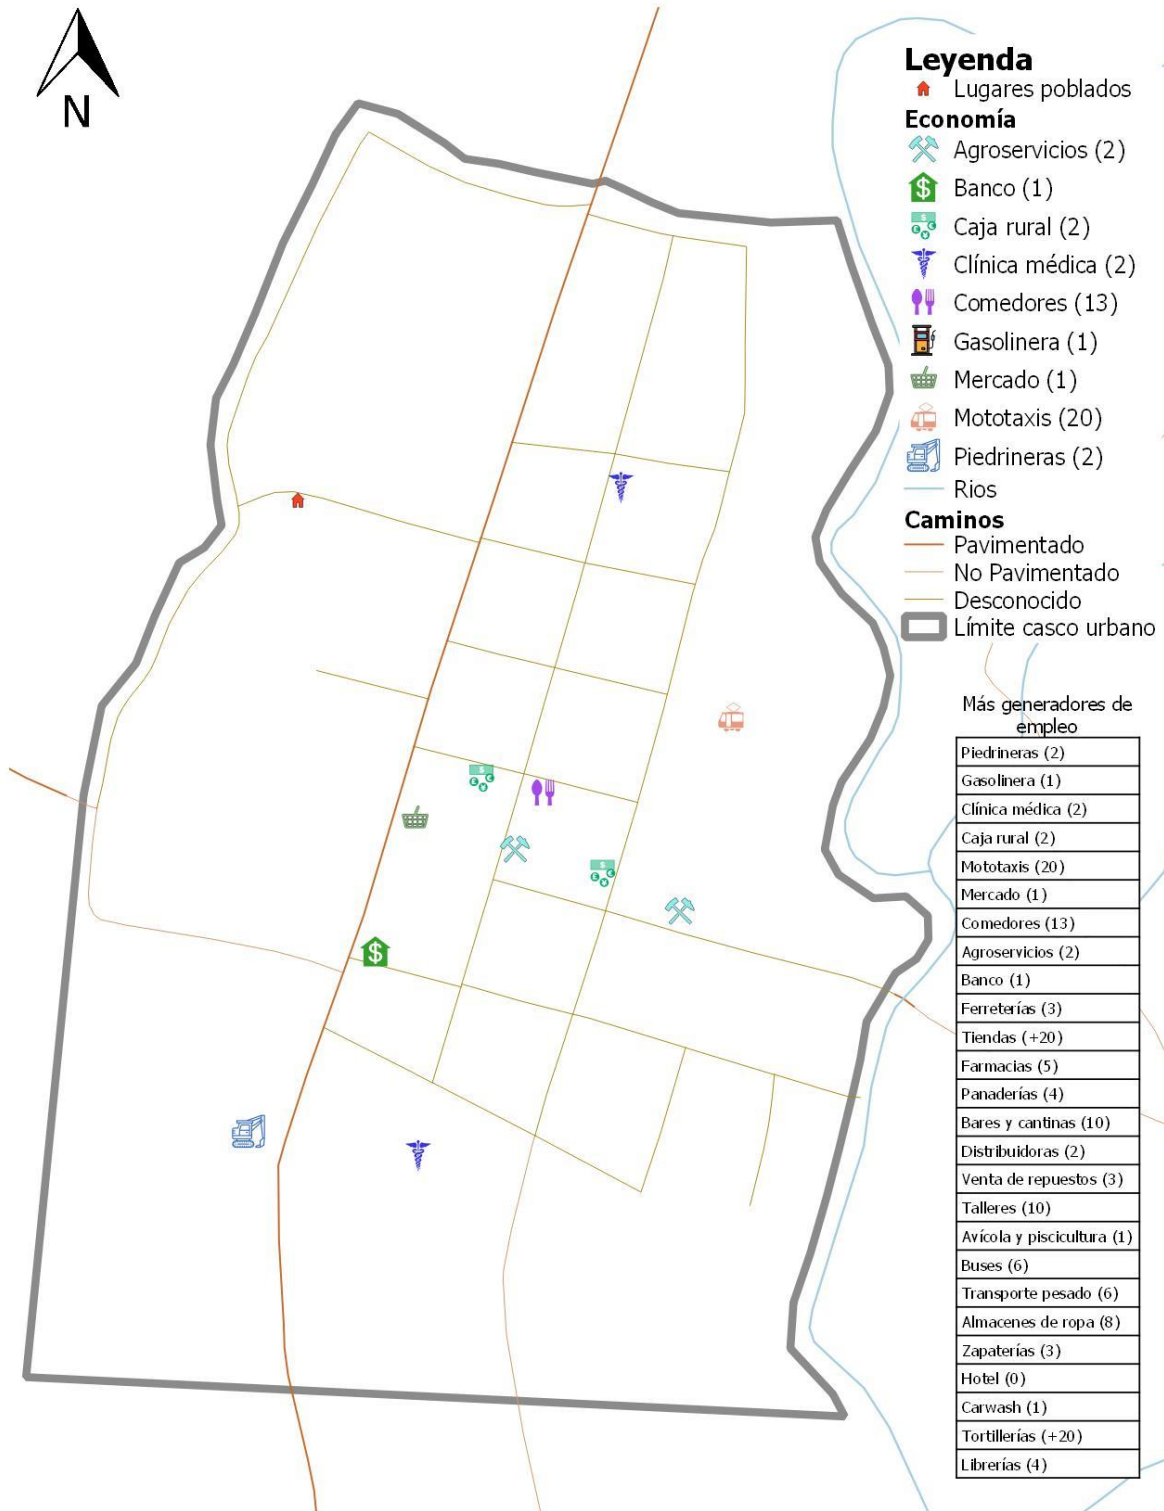 N
Leyenda
Lugares poblados
Economía
Agroservicios (2)
Banco (1)
Caja rural (2)
Clínica médica (2)
Comedores (13)
Gasolinera (1)
Mercado (1)
Mototaxis (20)
Piedrineras (2)
Rios
Caminos
Pavimentado
No Pavimentado
Desconocido
Límite casco urbano
Más generadores de
empleo
Piedrineras (2)
Gasolinera (1)
Clínica médica (2)
Caja rural (2)
Mototaxis (20)
Mercado (1)
Comedores (13)
Agroservicios (2)
Banco (1)
Ferreterías (3)
Tiendas (+20)
Farmacias (5)
Panaderías (4)
Bares y cantinas (10)
Distribuidoras (2)
Venta de repuestos (3)
Talleres (10)
Avícola y piscicultura (1)
Buses (6)
Transporte pesado (6)
Almacenes de ropa (8)
Zapaterías (3)
Hotel (0)
Carwash (1)
Tortillerías (+20)
Librerías (4)